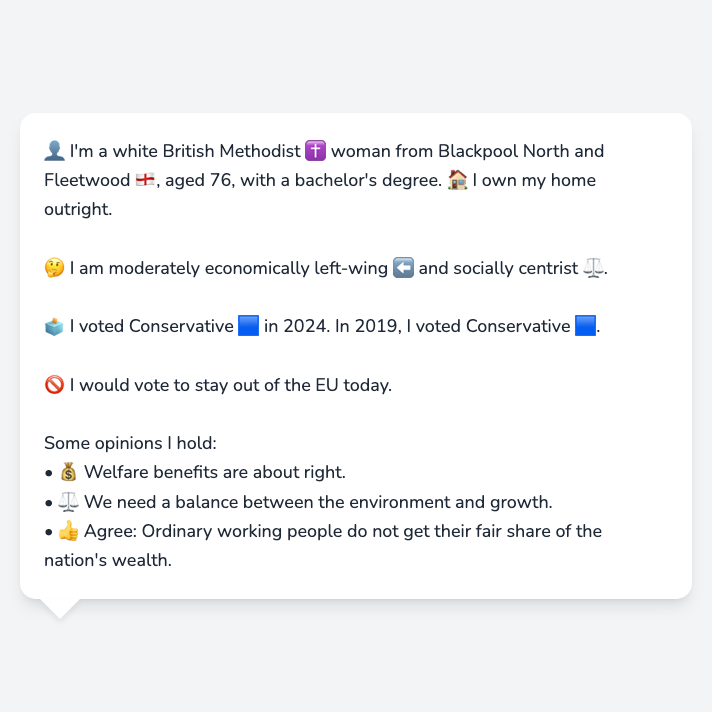 👤 I'm a white British Methodist ✝️ woman from Blackpool North and
Fleetwood 🏴󠁧󠁢󠁥󠁮󠁧󠁿, aged 76, with a bachelor's degree. 🏠 I own my home
outright.
🤔 I am moderately economically left-wing ⬅️ and socially centrist ⚖️.
🗳️ I voted Conservative 🟦 in 2024. In 2019, I voted Conservative 🟦.
🚫 I would vote to stay out of the EU today.
Some opinions I hold:
• 💰 Welfare benefits are about right.
• ⚖️ We need a balance between the environment and growth.
• 👍 Agree: Ordinary working people do not get their fair share of the
nation's wealth.